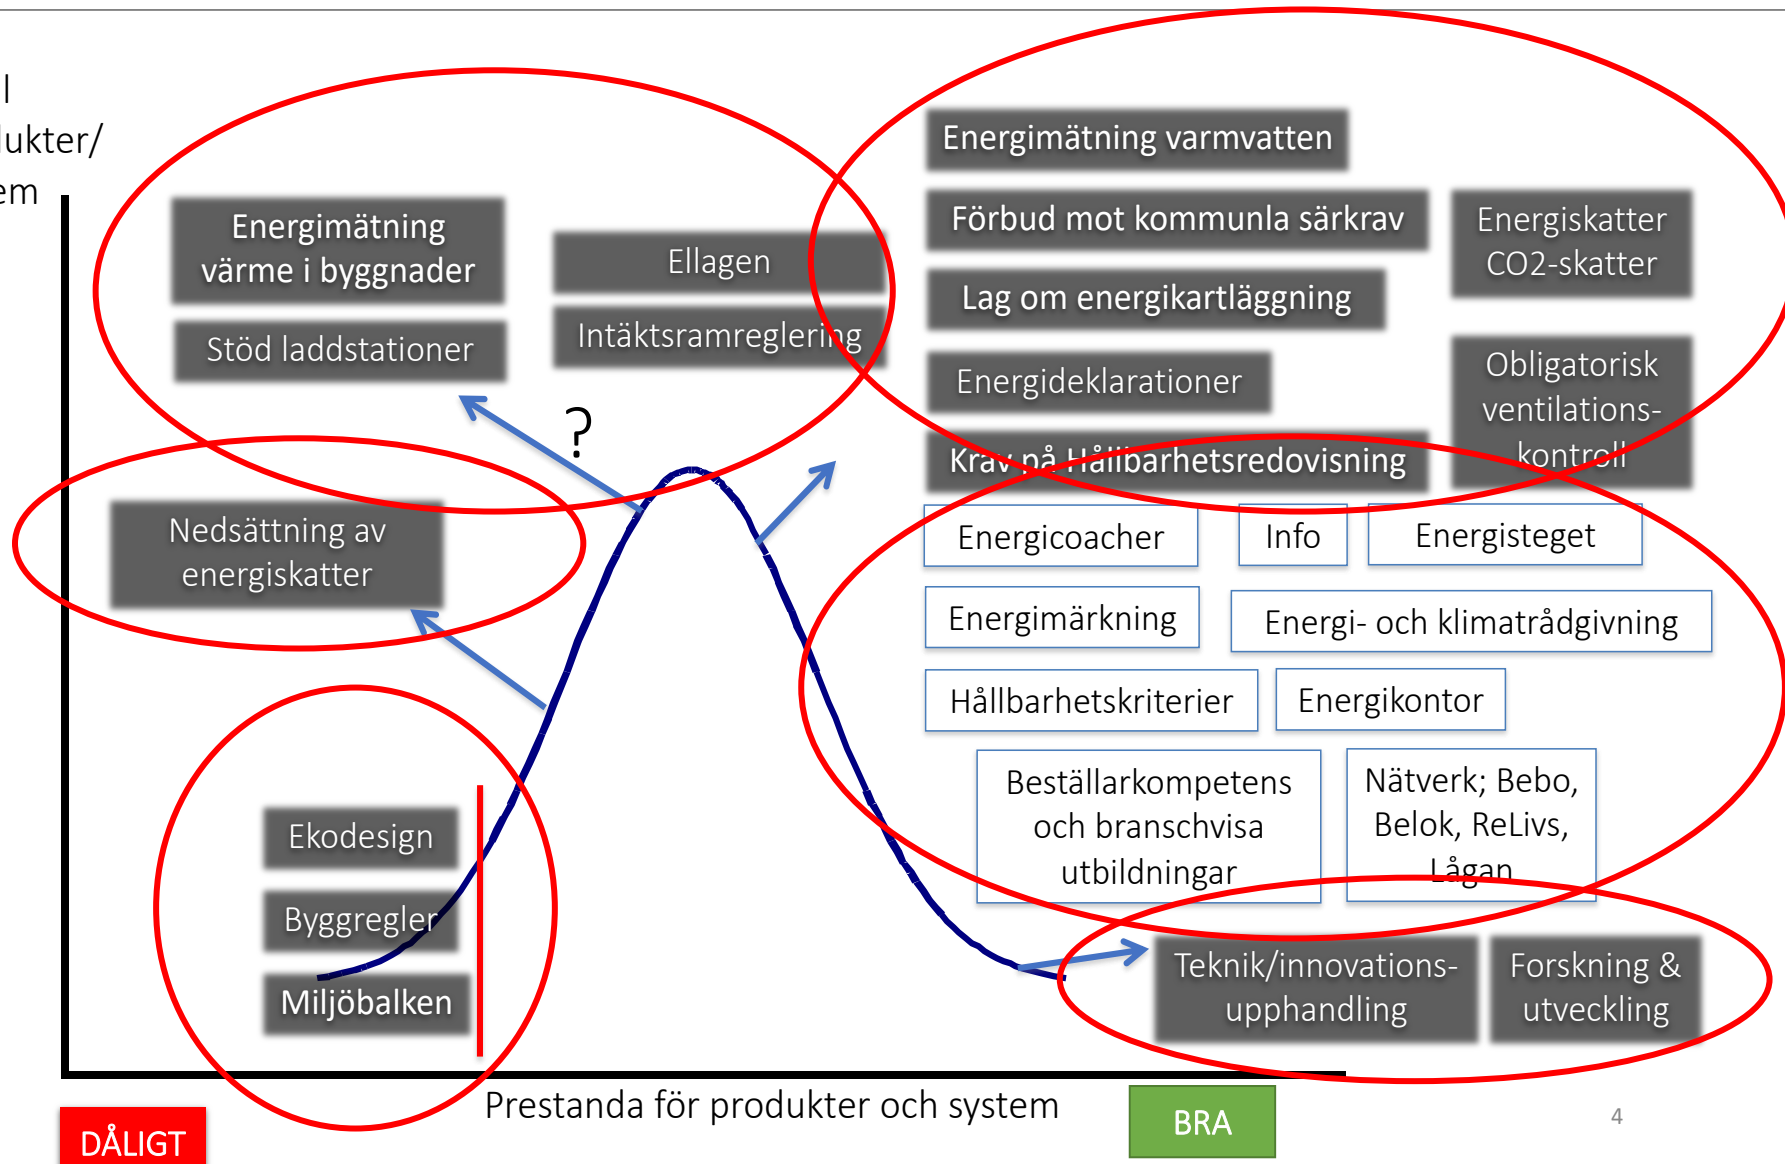 l
dukter/
em
Energimätning
värme i byggnader
Stöd laddstationer
Ellagen
Intäktsramreglering
Energimätning varmvatten
Förbud mot kommunla särkrav
Lag om energikartläggning
Energideklarationer
Krav på Hållbarhetsredovisning
Energiskatter
CO2-skatter
Obligatorisk
ventilations-
kontroll
?
Nedsättning av
energiskatter
Energicoacher
Info
Energisteget
Energimärkning
Energi- och klimatrådgivning
Hållbarhetskriterier
Energikontor
Beställarkompetens
och branschvisa
utbildningar
Nätverk; Bebo,
Belok, ReLivs,
Lågan
Ekodesign
Byggregler
Miljöbalken
Teknik/innovations-
upphandling
Forskning &
utveckling
Prestanda för produkter och system
DÅLIGT
BRA
4